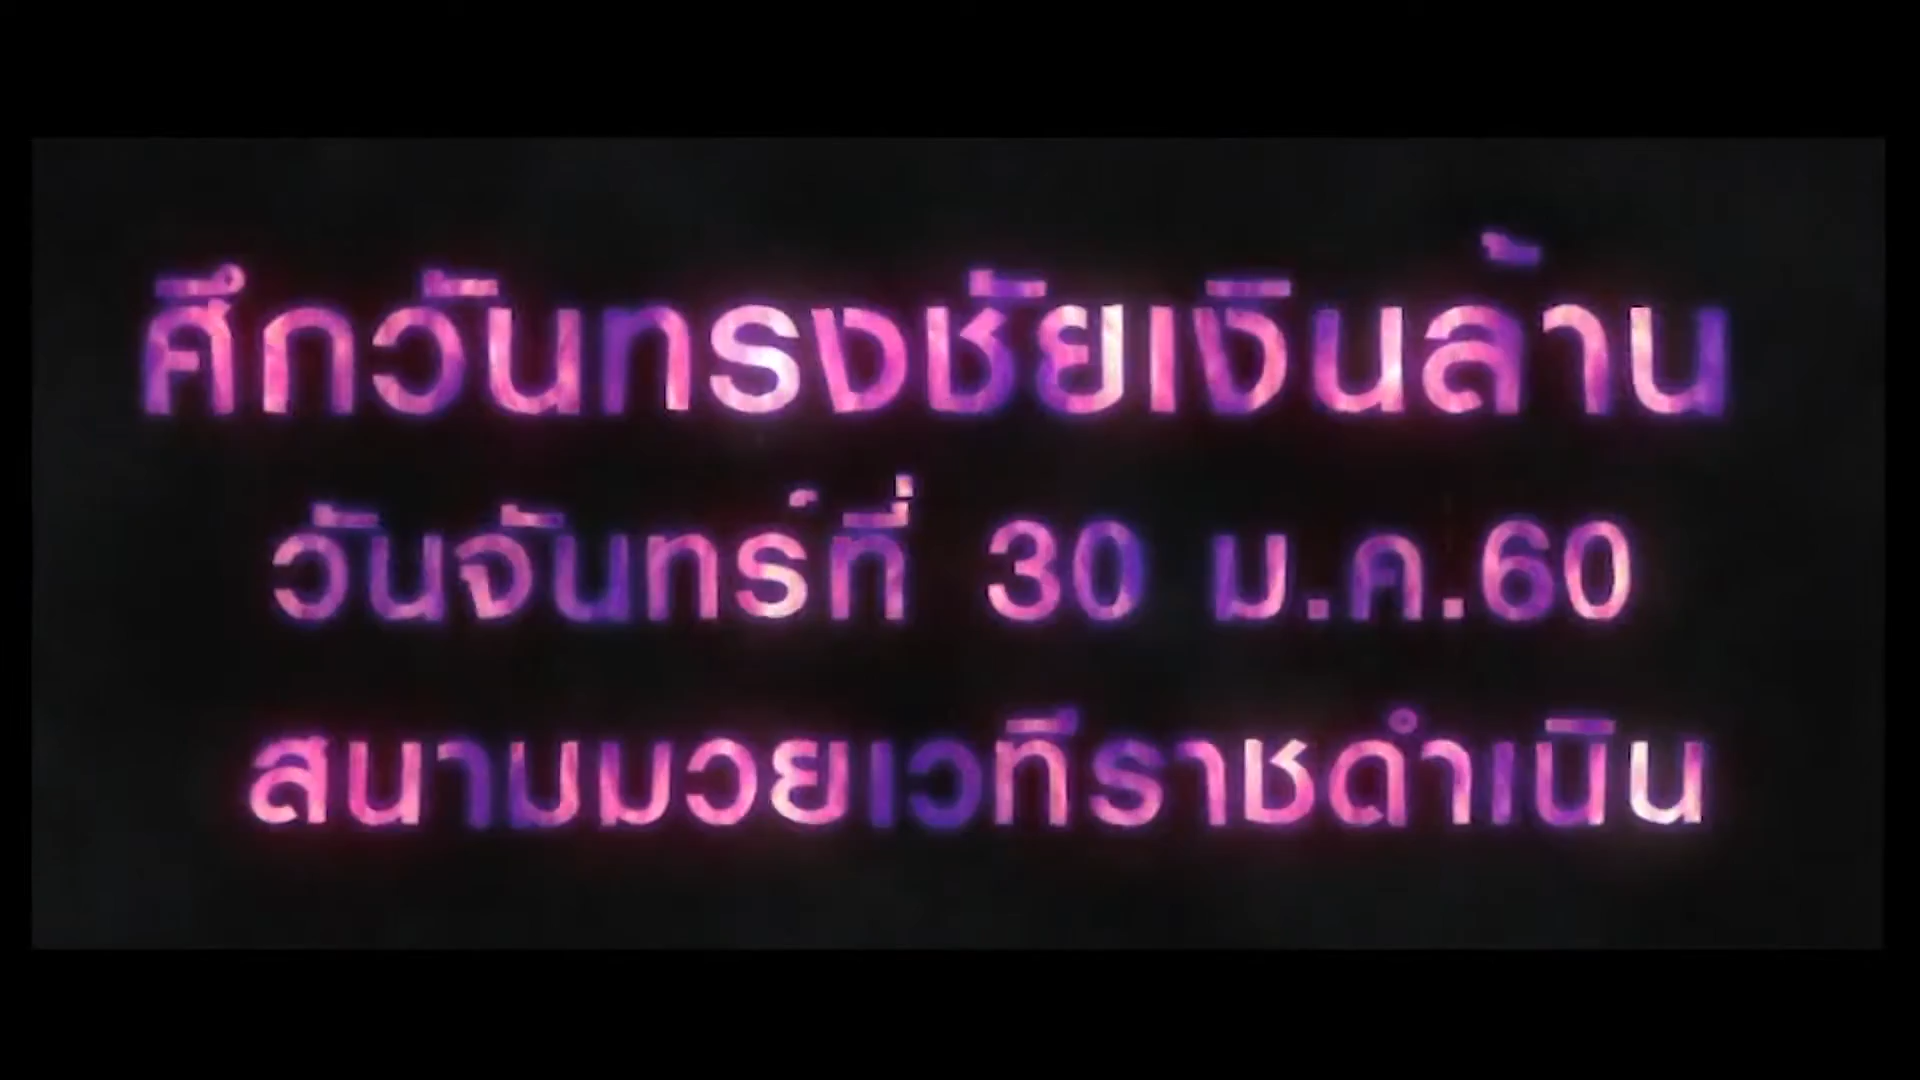 ศึกวันทรงชัยเงินล้าน
วันจันทร์ที่ 30 ม.ค.60
สนามมวยเวทีราชดำเนิน